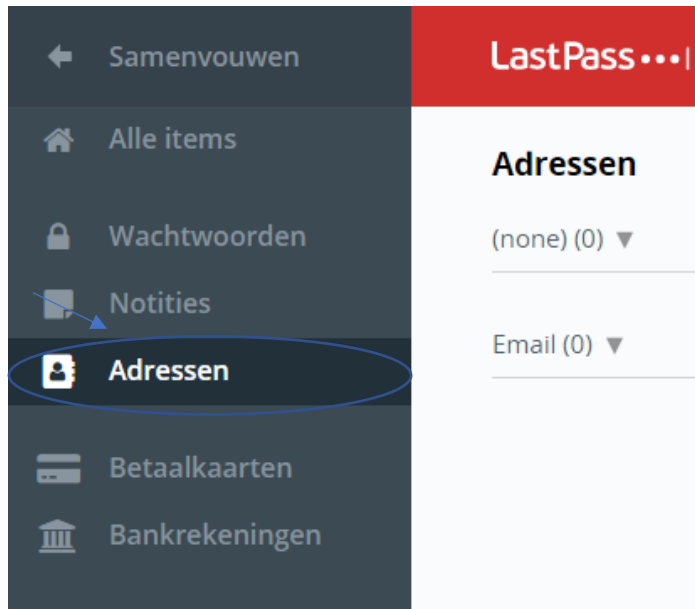 Samenvouwen
Alle items
Wachtwoorden
Notities
Adressen
Betaalkaarten
Bankrekeningen
LastPass•••|
Adressen
(none) (0) ▼
Email (0) ▼